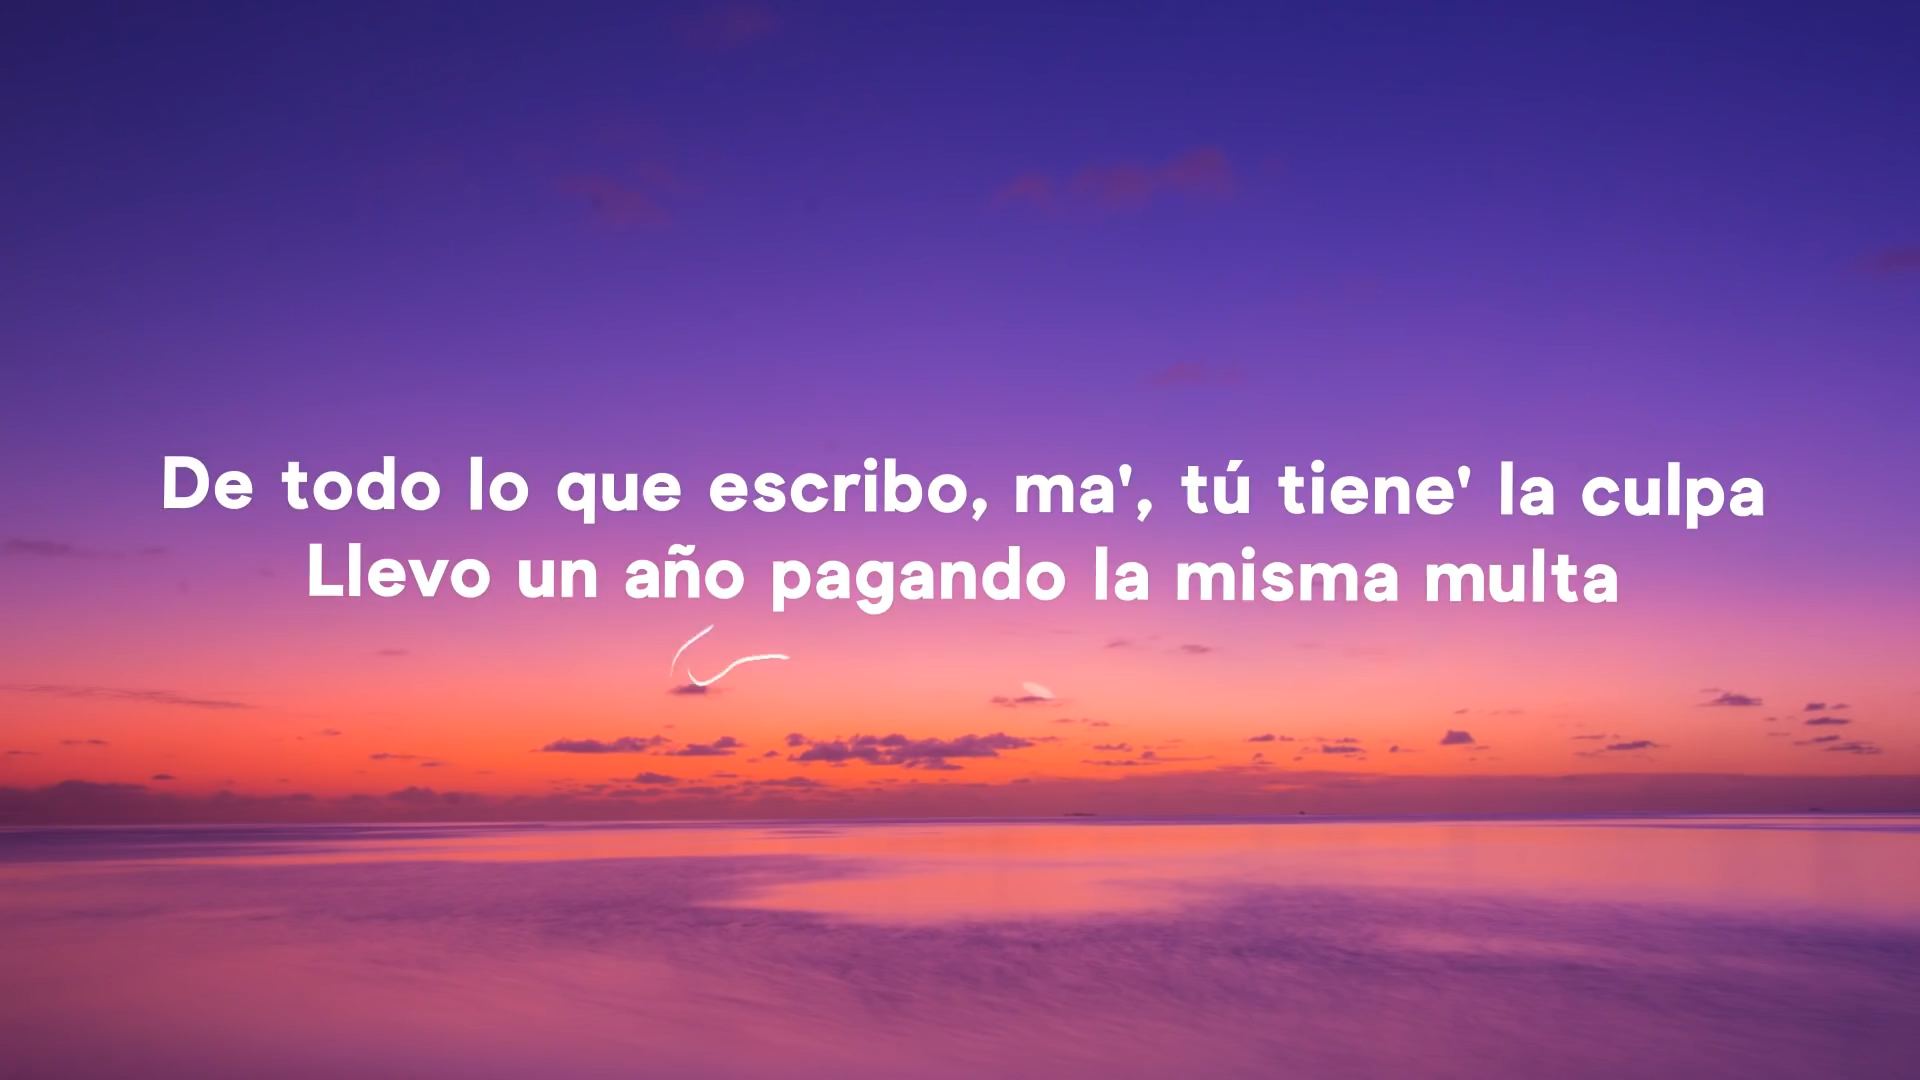 De todo lo que escribo, ma', tú tiene' la culpa
Llevo un año pagando la misma multa